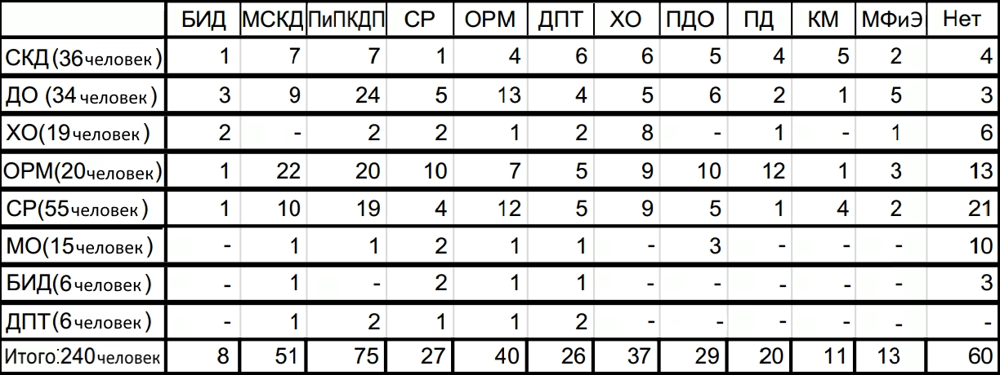 БИД МСКД ПиПКДП СР ОРМ ДПТ ХО ПДО ПД КМ МФиЭ Нет
СКД(36человек) 1 7 7 1 4 6 6 5 4 5 2 4
ДО (34человек) 3 9 24 5 13 4 5 6 2 1 5 3
ХО(19человек) 2 - 2 2 1 2 8 - 1 - 1 6
ОРМ(20человек) 1 22 20 10 7 5 9 10 12 1 3 13
СР(55человек) 1 10 19 4 12 5 9 5 1 4 2 21
МО(15человек) - 1 1 2 1 1 - 3 - - - 10
БИД(6человек) - 1 - 2 1 1 - - - - - 3
ДПТ(6человек) - 1 2 1 1 2 - - - - - -
Итого:240человек 8 51 75 27 40 26 37 29 20 11 13 60